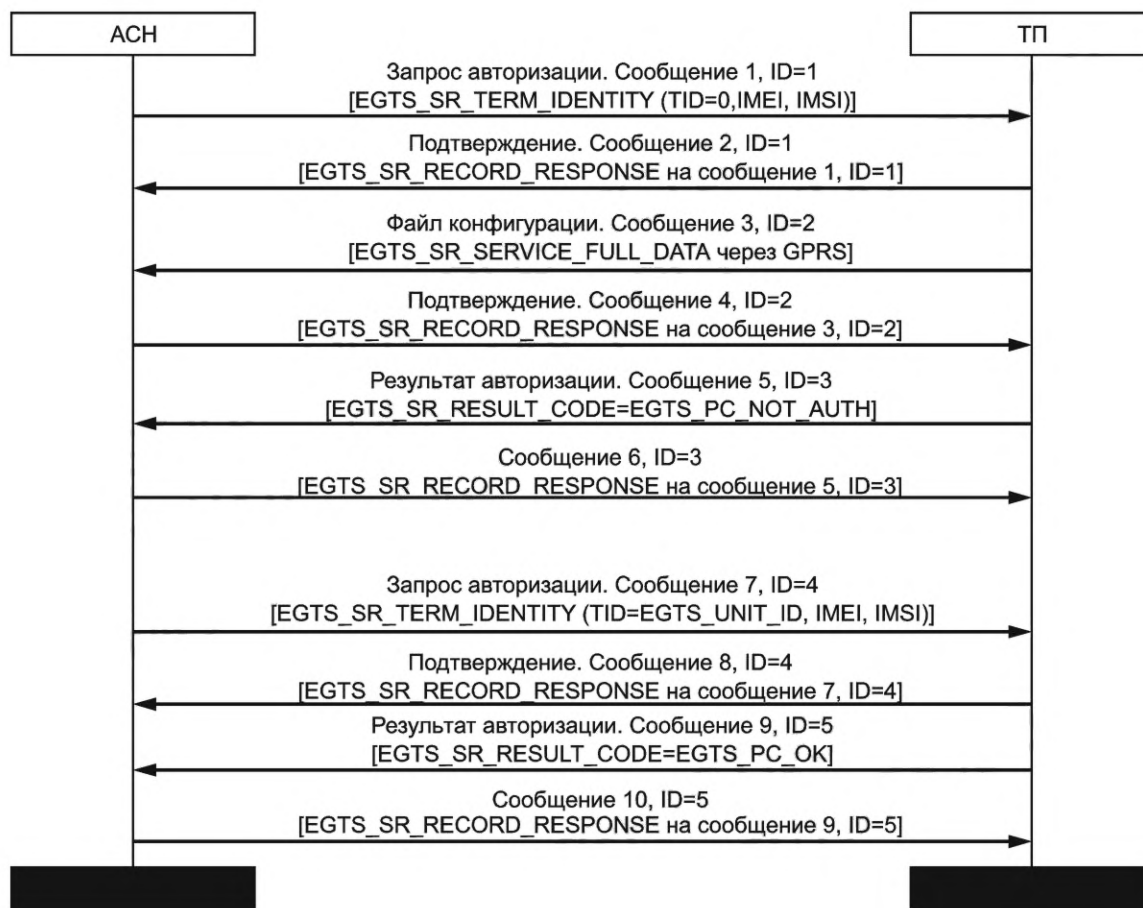 АСН
ТП
Запрос авторизации. Сообщение 1, ID=1
[EGTS_SR_TERM_IDENTITY (TID=0,IMEI, IMSI)]
Подтверждение. Сообщение 2, ID=1
[EGTS_SR_RECORD_RESPONSE на сообщение 1, ID=1]
Файл конфигурации. Сообщение 3, ID=2
[EGTS_SR_SERVICE_FULL_DATA через GPRS]
Подтверждение. Сообщение 4, ID=2
[EGTS_SR_RECORD_RESPONSE на сообщение 3, ID=2]
Результат авторизации. Сообщение 5, ID=3
[EGTS_SR_RESULT_CODE=EGTS_PC_NOT_AUTH]
Сообщение 6, ID=3
[EGTS_SR_RECORD_RESPONSE на сообщение 5, ID=3]
Запрос авторизации. Сообщение 7, ID=4
[EGTS_SR_TERM_IDENTITY (TID=EGTS_UNIT_ID, IMEI, IMSI)]
Подтверждение. Сообщение 8, ID=4
[EGTS_SR_RECORD_RESPONSE на сообщение 7, ID=4]
Результат авторизации. Сообщение 9, ID=5
[EGTS_SR_RESULT_CODE=EGTS_PC_OK]
Сообщение 10, ID=5
[EGTS_SR_RECORD_RESPONSE на сообщение 9, ID=5]